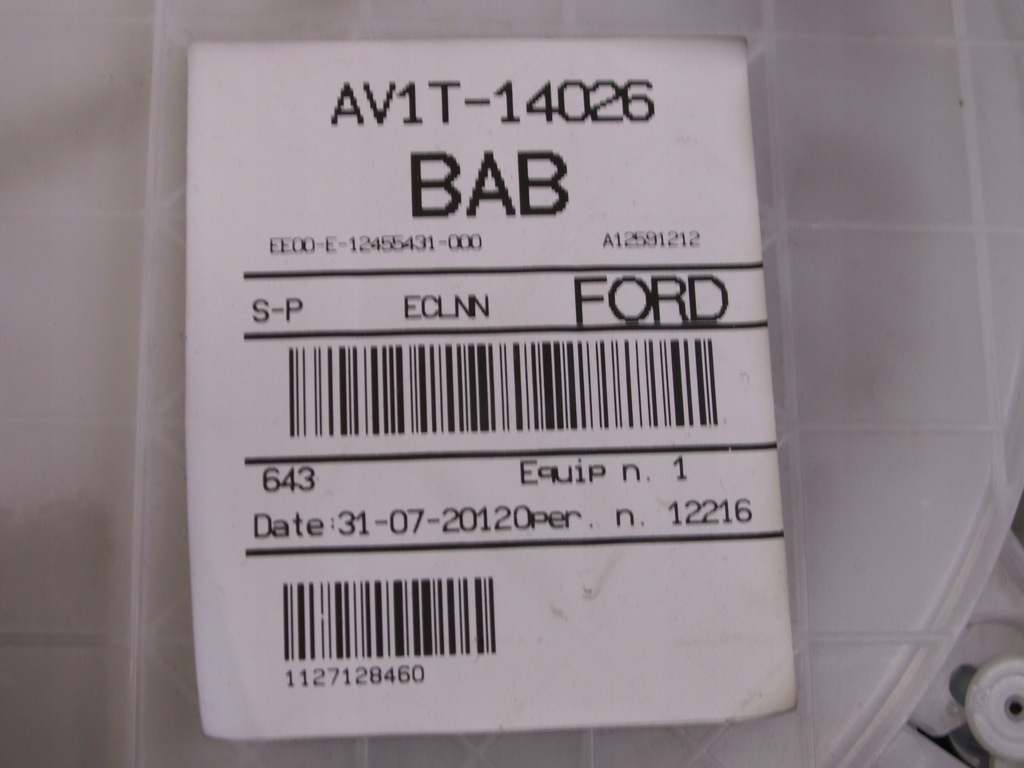 AV1T-14026
BAB
EE00-E-12455431-000 A12591212
S-P ECLNN FORD
643 Equip n. 1
Date:31-07-2012Oper. n. 12216
1127128460